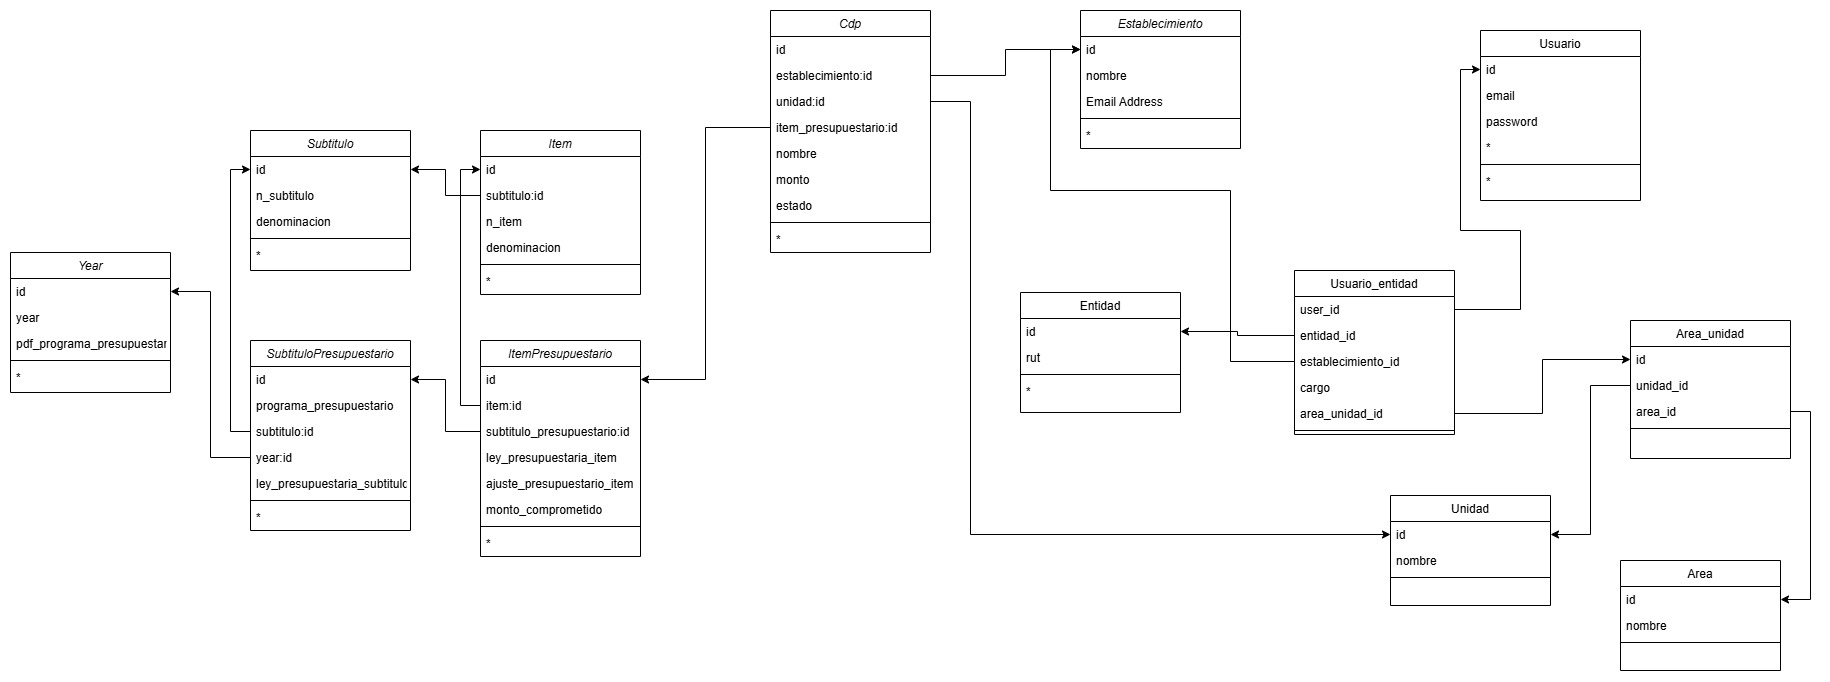 Cdp
id
establecimiento:id
unidad:id
item_presupuestario:id
nombre
monto
estado
*
Establecimiento
id
nombre
Email Address
*
Usuario
id
email
password
*
*
Subtitulo
id
n_subtitulo
denominacion
*
Item
id
subtitulo:id
n_item
denominacion
*
Year
id
year
pdf_programa_presupuestar
*
SubtituloPresupuestario
id
programa_presupuestario
subtitulo:id
year:id
ley_presupuestaria_subtitulo
*
ItemPresupuestario
id
item:id
subtitulo_presupuestario:id
ley_presupuestaria_item
ajuste_presupuestario_item
monto_comprometido
*
Entidad
id
rut
*
Usuario_entidad
user_id
entidad_id
establecimiento_id
cargo
area_unidad_id
Area_unidad
id
unidad_id
area_id
Unidad
id
nombre
Area
id
nombre